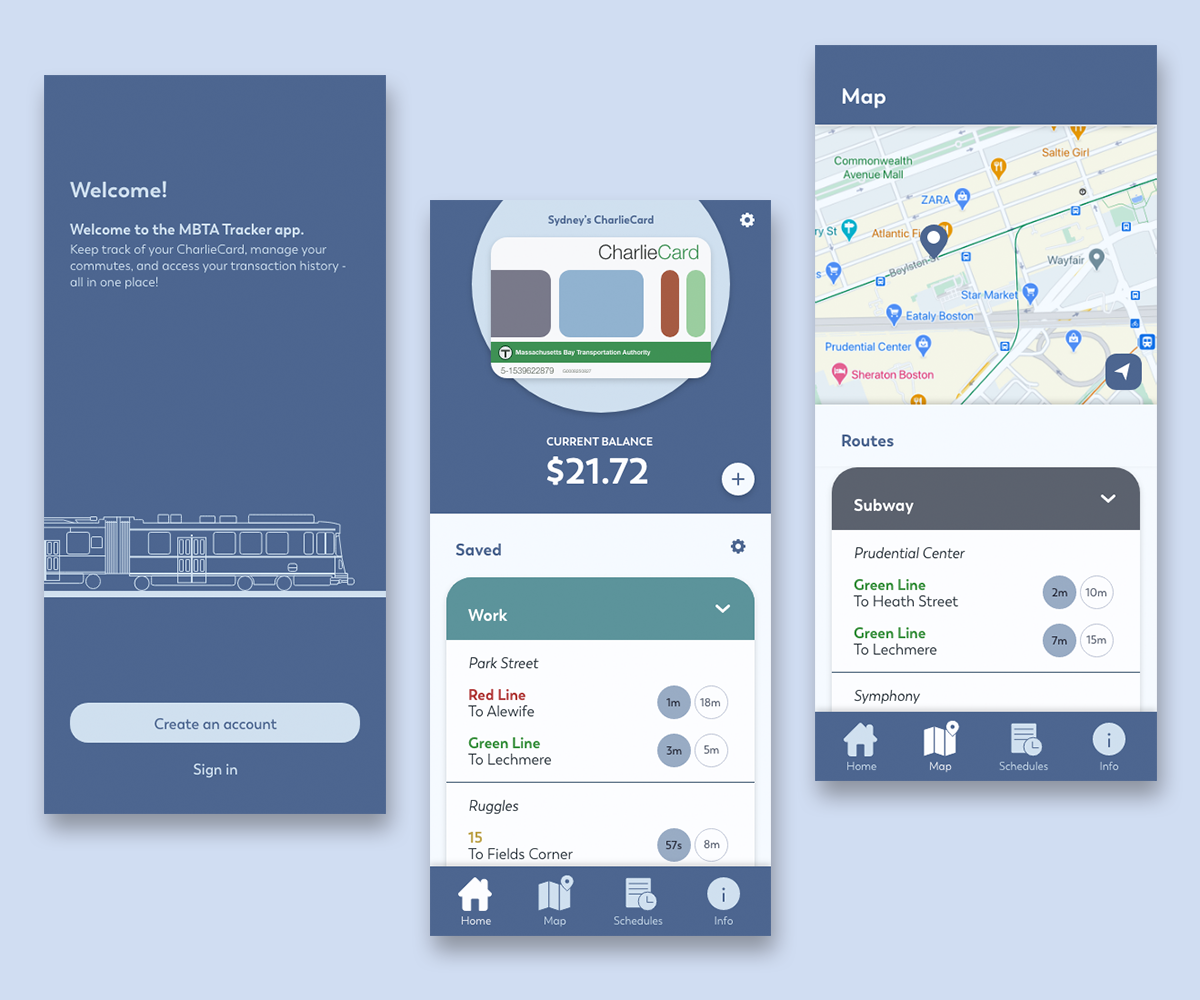 Welcome!
Welcome to the MBTA Tracker app.
Keep track of your CharlieCard, manage your
commutes, and access your transaction history -
all in one place!
Create an account
Sign in
Sydney's CharlieCard
CharlieCard
T Massachusetts Bay Transportation Authority
5-1539622879
CURRENT BALANCE
$21.72
+
Saved
Work
Park Street
Red Line
To Alewife
1m 18m
Green Line
To Lechmere
3m 5m
Ruggles
15
To Fields Corner
57s 8m
Home Map Schedules Info
Map
Saltie Girl
Commonwealth
Avenue Mall
ZARA
ry St
Atlantic Fi
Boylston St
Wayfair
s
Star Market
Eataly Boston
Prudential Center
Sheraton Boston
Routes
Subway
Prudential Center
Green Line
To Heath Street
2m 10m
Green Line
To Lechmere
7m 15m
Symphony
Home Map Schedules Info